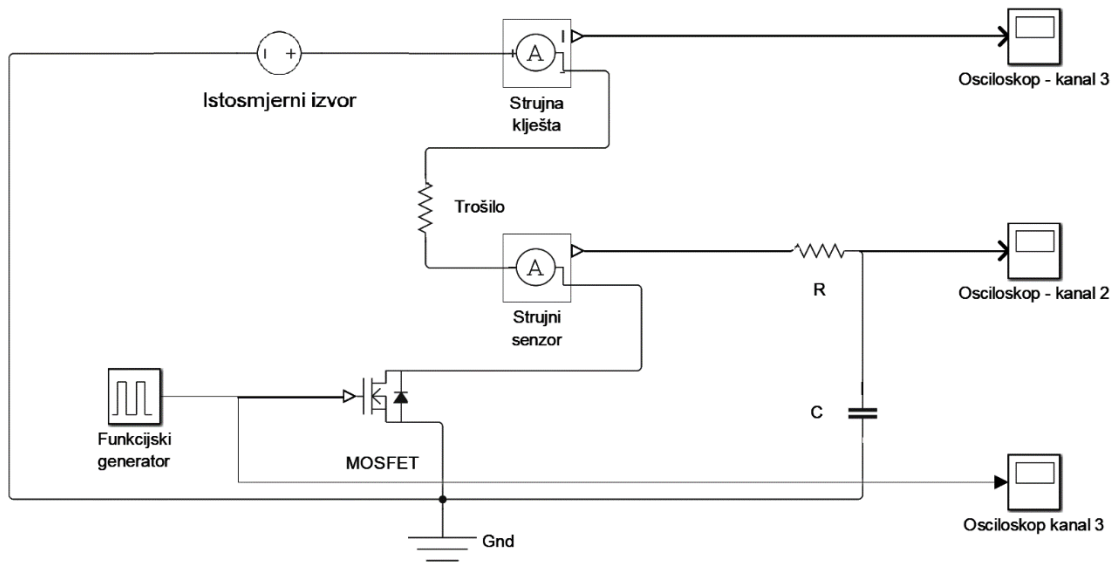 Istosmjerni izvor
A
I
Strujna
klješta
Osciloskop - kanal 3
Trošilo
A
Strujni
senzor
R
Osciloskop - kanal 2
C
Funkcijski
generator
MOSFET
Osciloskop kanal 3
Gnd